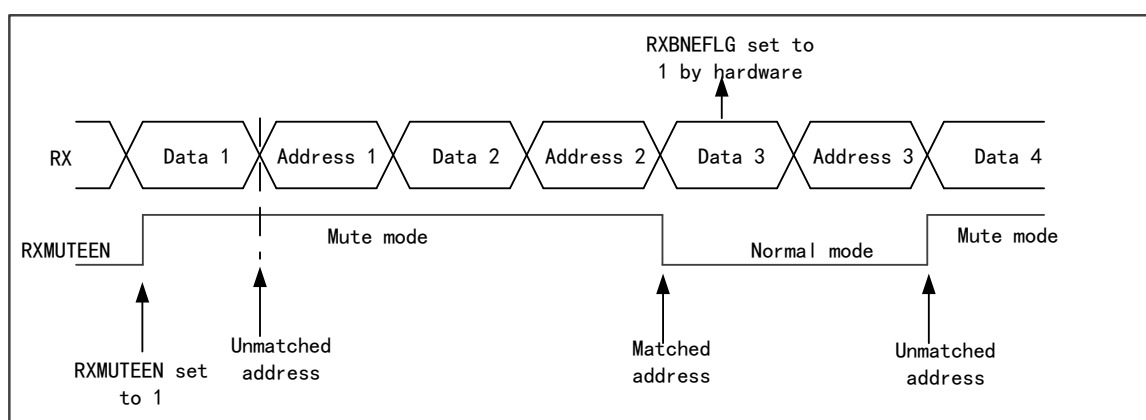 RXBNEFLG set to
1 by hardware
RX
Data 1
Address 1
Data 2
Address 2
Data 3
Address 3
Data 4
RXMUTEEN
Mute mode
Normal mode
Mute mode
RXMUTEEN set
to 1
Unmatched
address
Matched
address
Unmatched
address